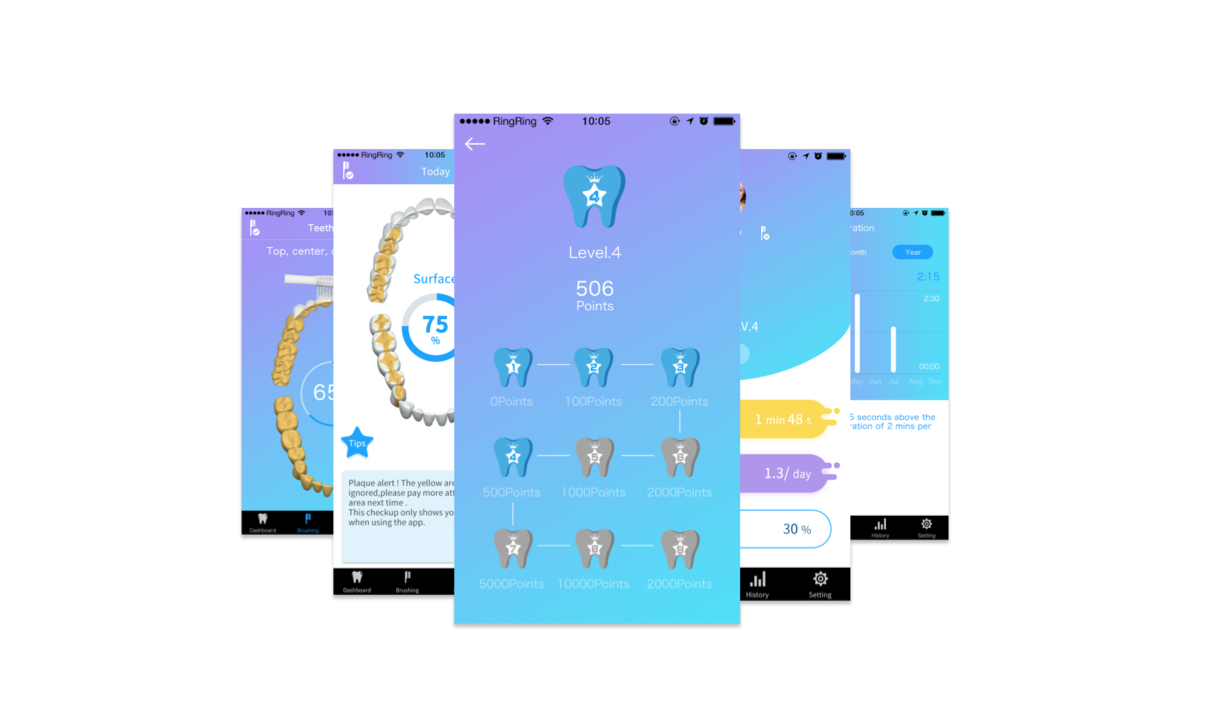 RingRing 10:05
Level.4
506
Points
1 2 3
0Points 100Points 200Points
4 5 6
500Points 1000Points 2000Points
7 8 9
5000Points 10000Points 2000Points
RingRing 10:05
Today
Surface
75
%
Tips
Plaque alert ! The yellow are
ignored,please pay more att
area next time .
This checkup only shows yo
when using the app.
Dashboard Brushing
RingRing 10:
Teeth
Top, center,
65
Dashboard Brushing
V.4
1 min 48 s
1.3/ day
30 %
History Setting
0:05
ration
onth Year
2:15
2:30
00:00
May Jun Jul Aug Sep
5 seconds above the
ration of 2 mins per
History Setting